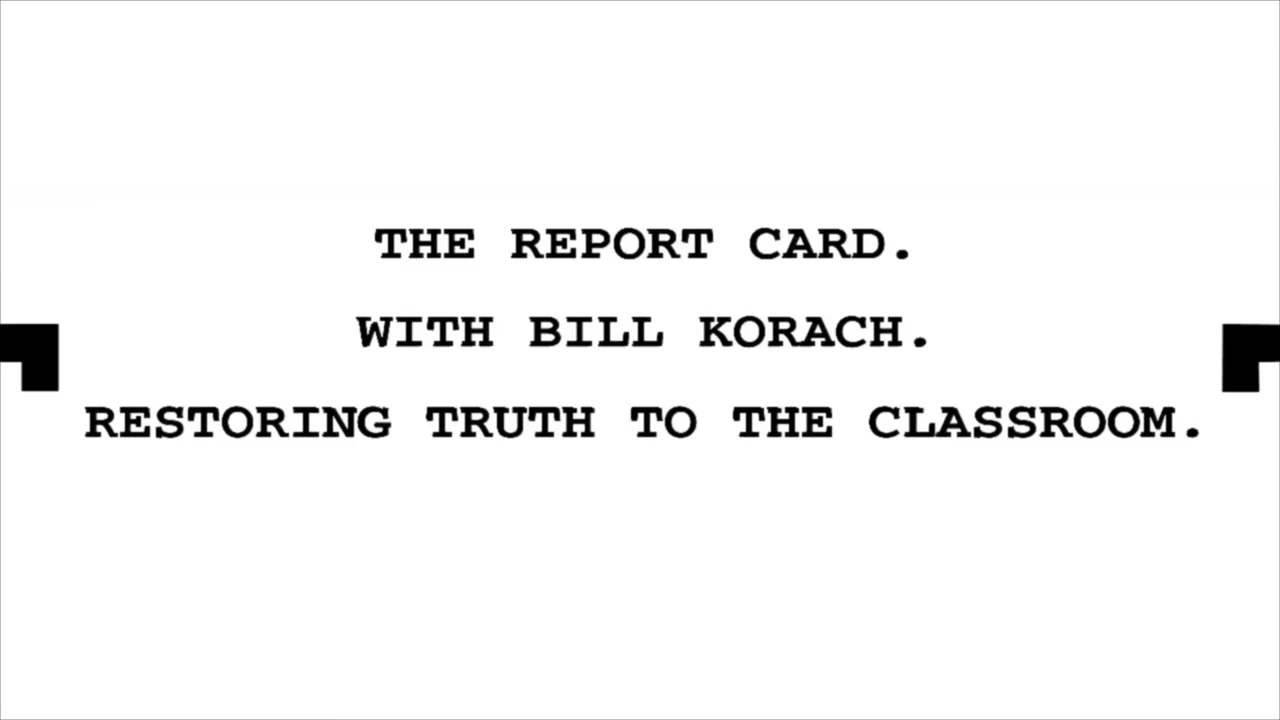 THE REPORT CARD.
WITH BILL KORACH.
RESTORING TRUTH TO THE CLASSROOM.